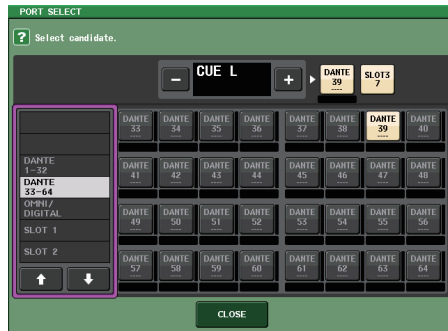 PORT SELECT
? Select candidate.
− CUE L + DANTE 39 ---- SLOT3 7
DANTE 1-32
DANTE 33-64
OMNI/DIGITAL
SLOT 1
SLOT 2
DANTE 33 ---- DANTE 34 ---- DANTE 35 ---- DANTE 36 ---- DANTE 37 ---- DANTE 38 ---- DANTE 39 ---- DANTE 40 ----
DANTE 41 ---- DANTE 42 ---- DANTE 43 ---- DANTE 44 ---- DANTE 45 ---- DANTE 46 ---- DANTE 47 ---- DANTE 48 ----
DANTE 49 ---- DANTE 50 ---- DANTE 51 ---- DANTE 52 ---- DANTE 53 ---- DANTE 54 ---- DANTE 55 ---- DANTE 56 ----
DANTE 57 ---- DANTE 58 ---- DANTE 59 ---- DANTE 60 ---- DANTE 61 ---- DANTE 62 ---- DANTE 63 ---- DANTE 64 ----
CLOSE